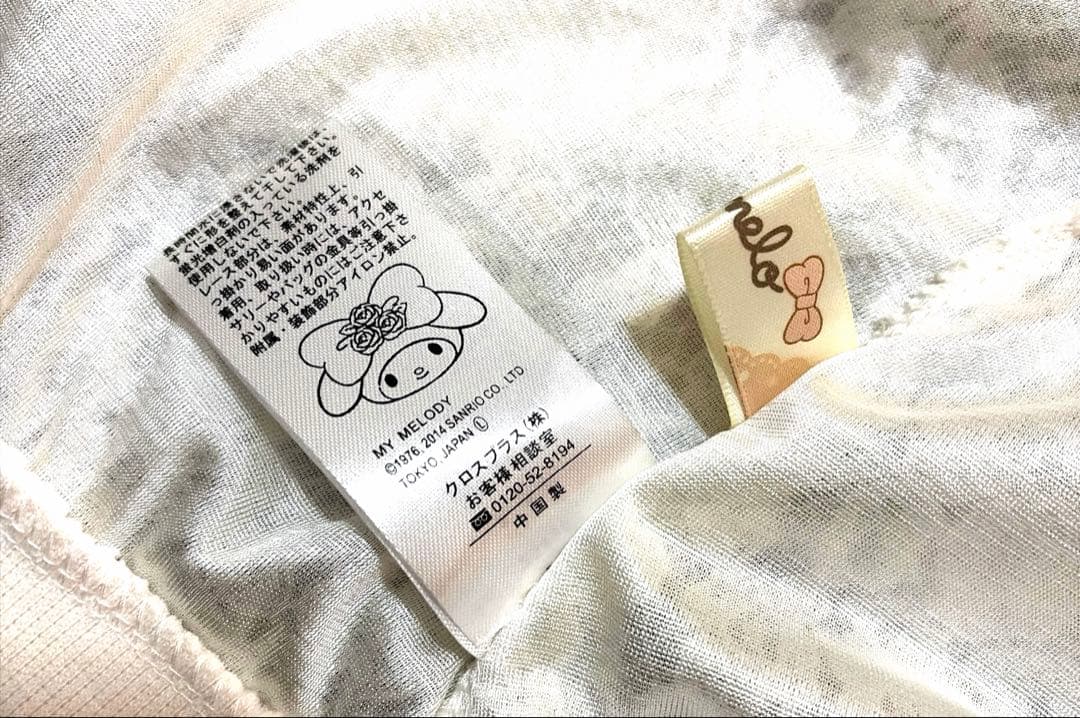 すぐに形を整えて干して下さい。
蛍光増白剤の入っている洗剤を
使用しないで下さい。
レース部分は、素材特性上、引
っ掛かり易い面があります。
着用、取り扱い時には、アクセ
サリーやバッグの金具等引っ掛
かりやすいものにはご注意下さ
附属・装飾部分アイロン禁止。
MY MELODY
©1976, 2014 SANRIO CO. LTD
TOKYO, JAPAN Ⓛ
クロスプラス(株)
お客様相談室
0120-52-8194
中国製
melo